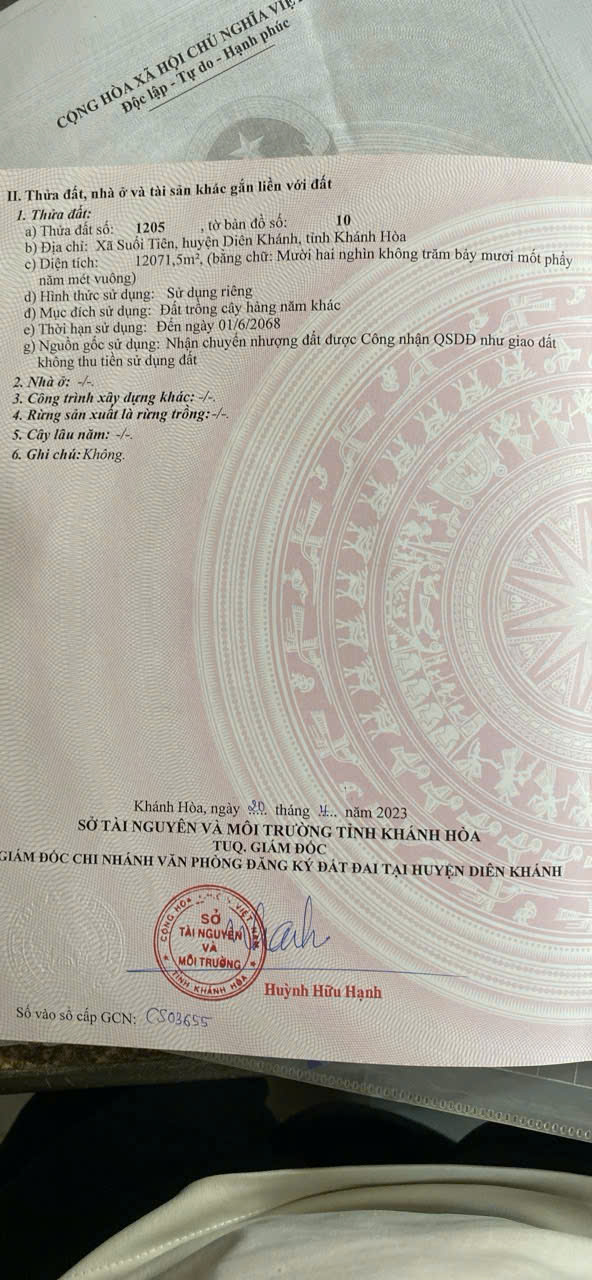 CỘNG HÒA XÃ HỘI CHỦ NGHĨA VIỆ
Độc lập - Tự do - Hạnh phúc
II. Thửa đất, nhà ở và tài sản khác gắn liền với đất
1. Thửa đất:
a) Thửa đất số: 1205 , tờ bản đồ số: 10
b) Địa chỉ: Xã Suối Tiên, huyện Diên Khánh, tỉnh Khánh Hòa
c) Diện tích: 12071,5m², (bằng chữ: Mười hai nghìn không trăm bảy mươi mốt phẩy
năm mét vuông)
d) Hình thức sử dụng: Sử dụng riêng
đ) Mục đích sử dụng: Đất trồng cây hàng năm khác
e) Thời hạn sử dụng: Đến ngày 01/6/2068
g) Nguồn gốc sử dụng: Nhận chuyển nhượng đất được Công nhận QSDĐ như giao đất
không thu tiền sử dụng đất
2. Nhà ở: -/-.
3. Công trình xây dựng khác: -/-.
4. Rừng sản xuất là rừng trồng: -/-.
5. Cây lâu năm: -/-.
6. Ghi chú: Không.
Khánh Hòa, ngày 20 tháng 4 năm 2023
SỞ TÀI NGUYÊN VÀ MÔI TRƯỜNG TỈNH KHÁNH HÒA
TUQ. GIÁM ĐỐC
GIÁM ĐỐC CHI NHÁNH VĂN PHÒNG ĐĂNG KÝ ĐẤT ĐAI TẠI HUYỆN DIÊN KHÁNH
SỞ
TÀI NGUYÊN
VÀ
MÔI TRƯỜNG
TỈNH KHÁNH HÒA
Huỳnh Hữu Hạnh
Số vào sổ cấp GCN: CS03655